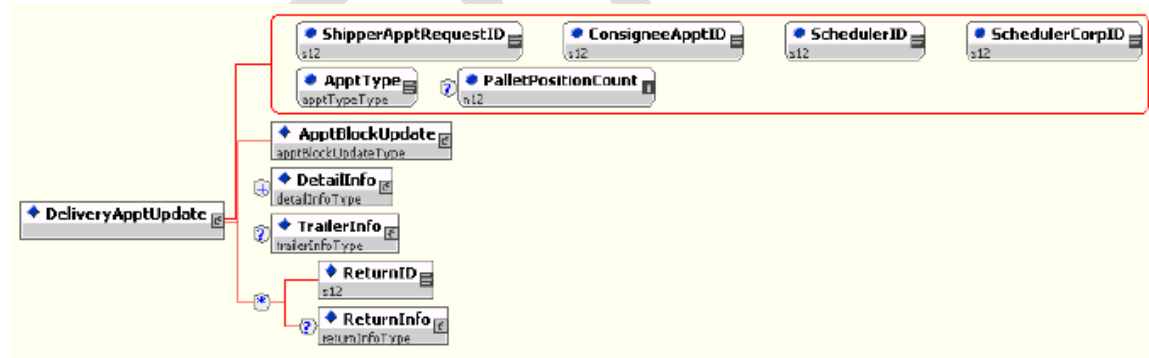 ShipperApptRequestID ConsigneeApptID SchedulerID SchedulerCorpID
s12 s12 s12 s12
ApptType ? PalletPositionCount
apptTypeType n12
ApptBlockUpdate
apptBlockUpdateType
+ DetailInfo
detailInfoType
DeliveryApptUpdate
? TrailerInfo
trailerInfoType
ReturnID
s12
*
? ReturnInfo
returnInfoType